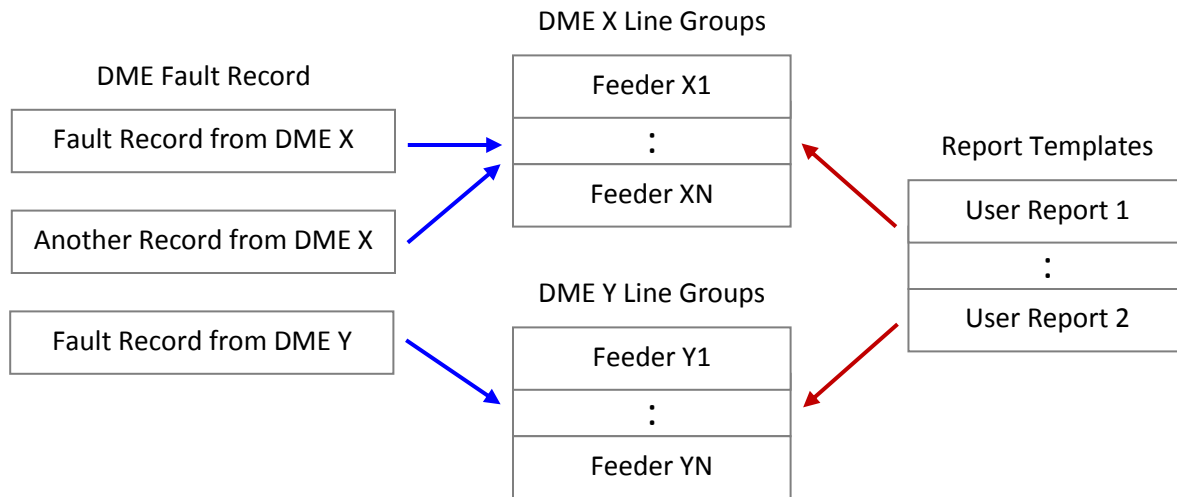 DME Fault Record
Fault Record from DME X
Another Record from DME X
Fault Record from DME Y
DME X Line Groups
Feeder X1
:
Feeder XN
DME Y Line Groups
Feeder Y1
:
Feeder YN
Report Templates
User Report 1
:
User Report 2